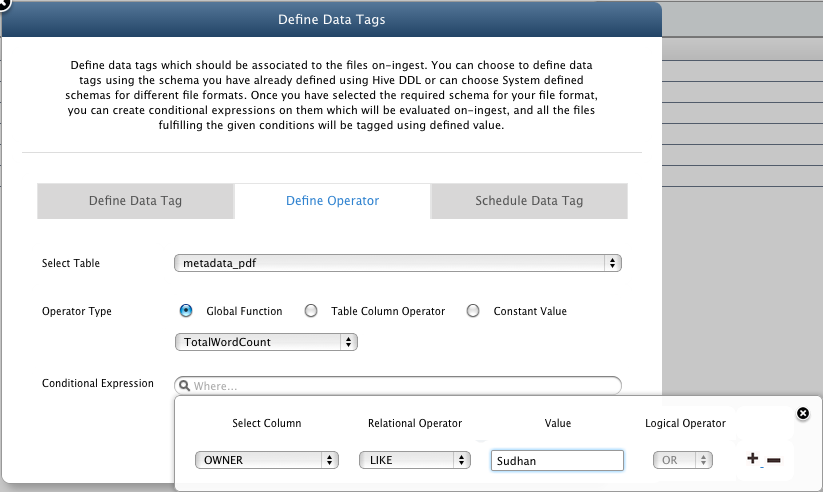 Define Data Tags
Define data tags which should be associated to the files on-ingest. You can choose to define data
tags using the schema you have already defined using Hive DDL or can choose System defined
schemas for different file formats. Once you have selected the required schema for your file format,
you can create conditional expressions on them which will be evaluated on-ingest, and all the files
fulfilling the given conditions will be tagged using defined value.
Define Data Tag Define Operator Schedule Data Tag
Select Table metadata_pdf
Operator Type Global Function Table Column Operator Constant Value
TotalWordCount
Conditional Expression Where...
Select Column Relational Operator Value Logical Operator
OWNER LIKE Sudhan OR